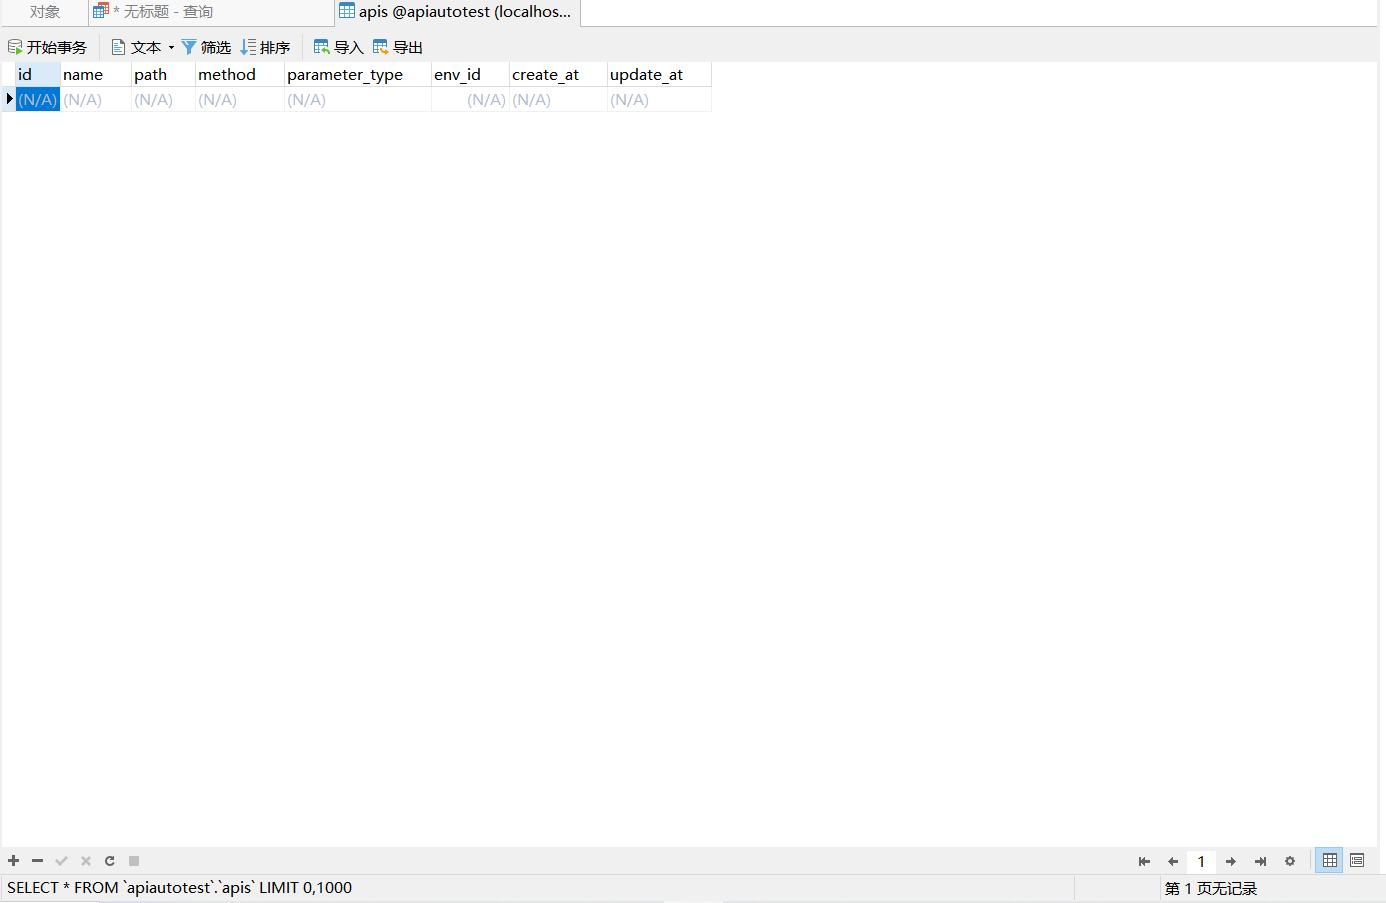 对象 * 无标题 - 查询 apis @apiautotest (localhos...
开始事务 文本 筛选 排序 导入 导出
id name path method parameter_type env_id create_at update_at
(N/A) (N/A) (N/A) (N/A) (N/A) (N/A) (N/A) (N/A)
1
SELECT * FROM `apiautotest`.`apis` LIMIT 0,1000 第 1 页无记录